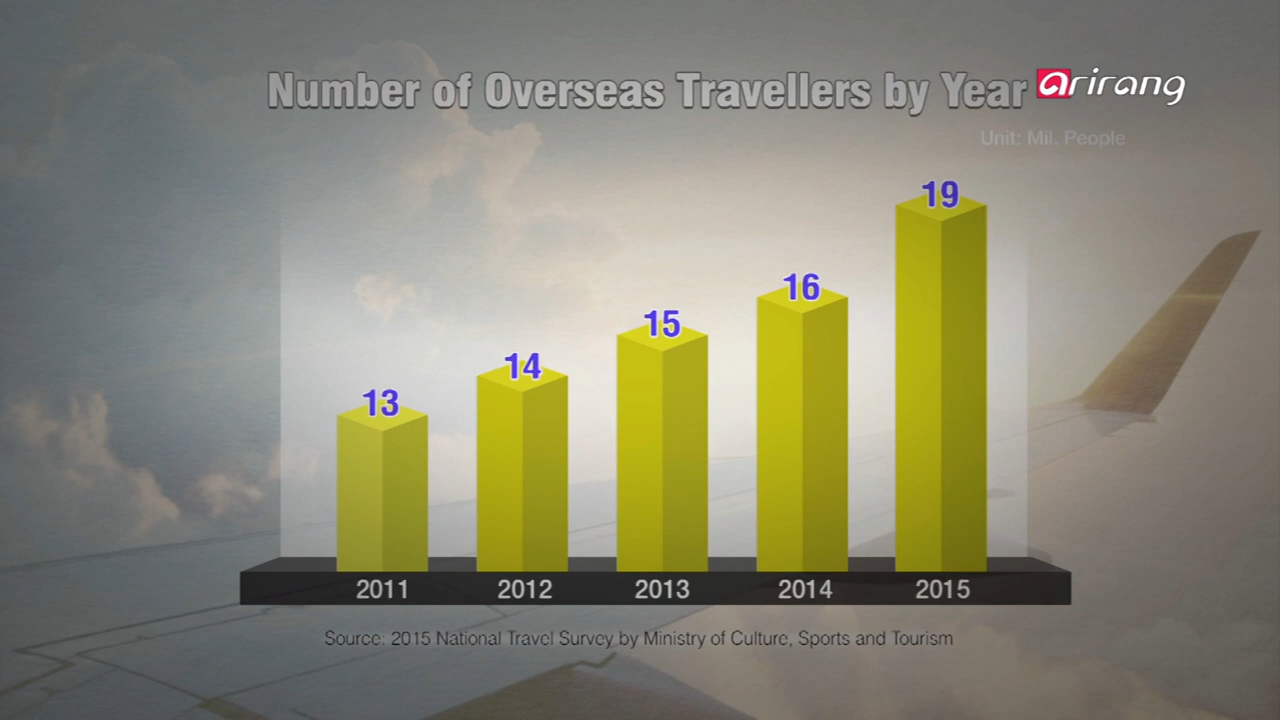 Number of Overseas Travellers by Year
arirang
Unit: Mil. People
19
16
15
14
13
2011 2012 2013 2014 2015
Source: 2015 National Travel Survey by Ministry of Culture, Sports and Tourism